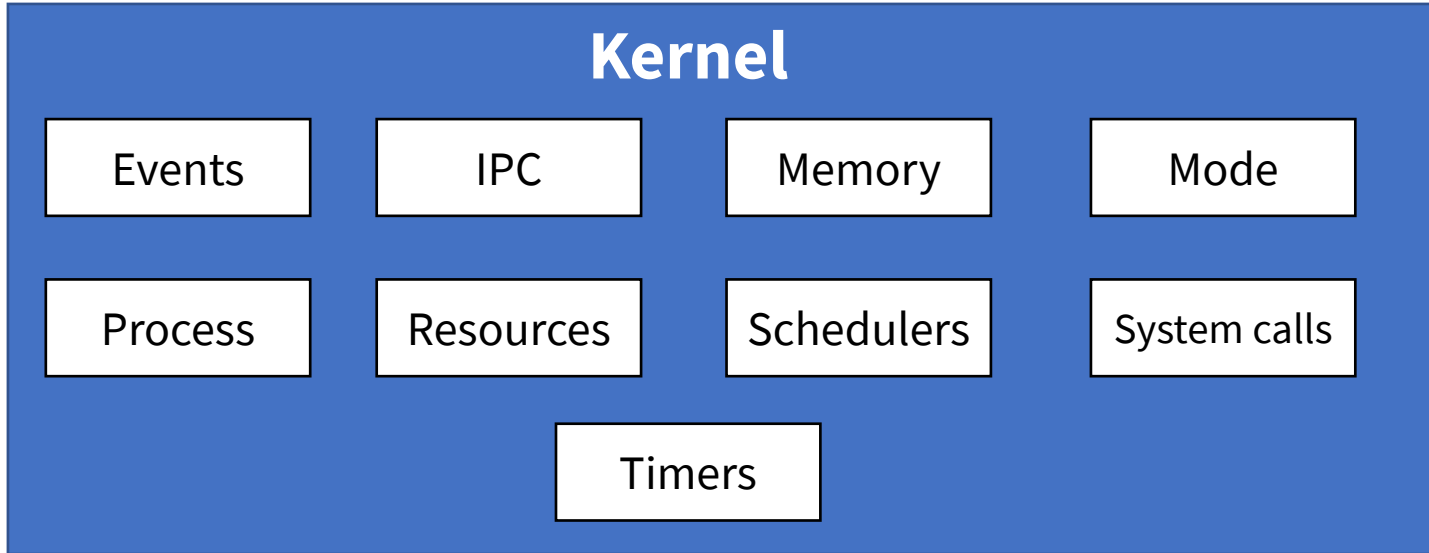 Kernel
Events
IPC
Memory
Mode
Process
Resources
Schedulers
System calls
Timers